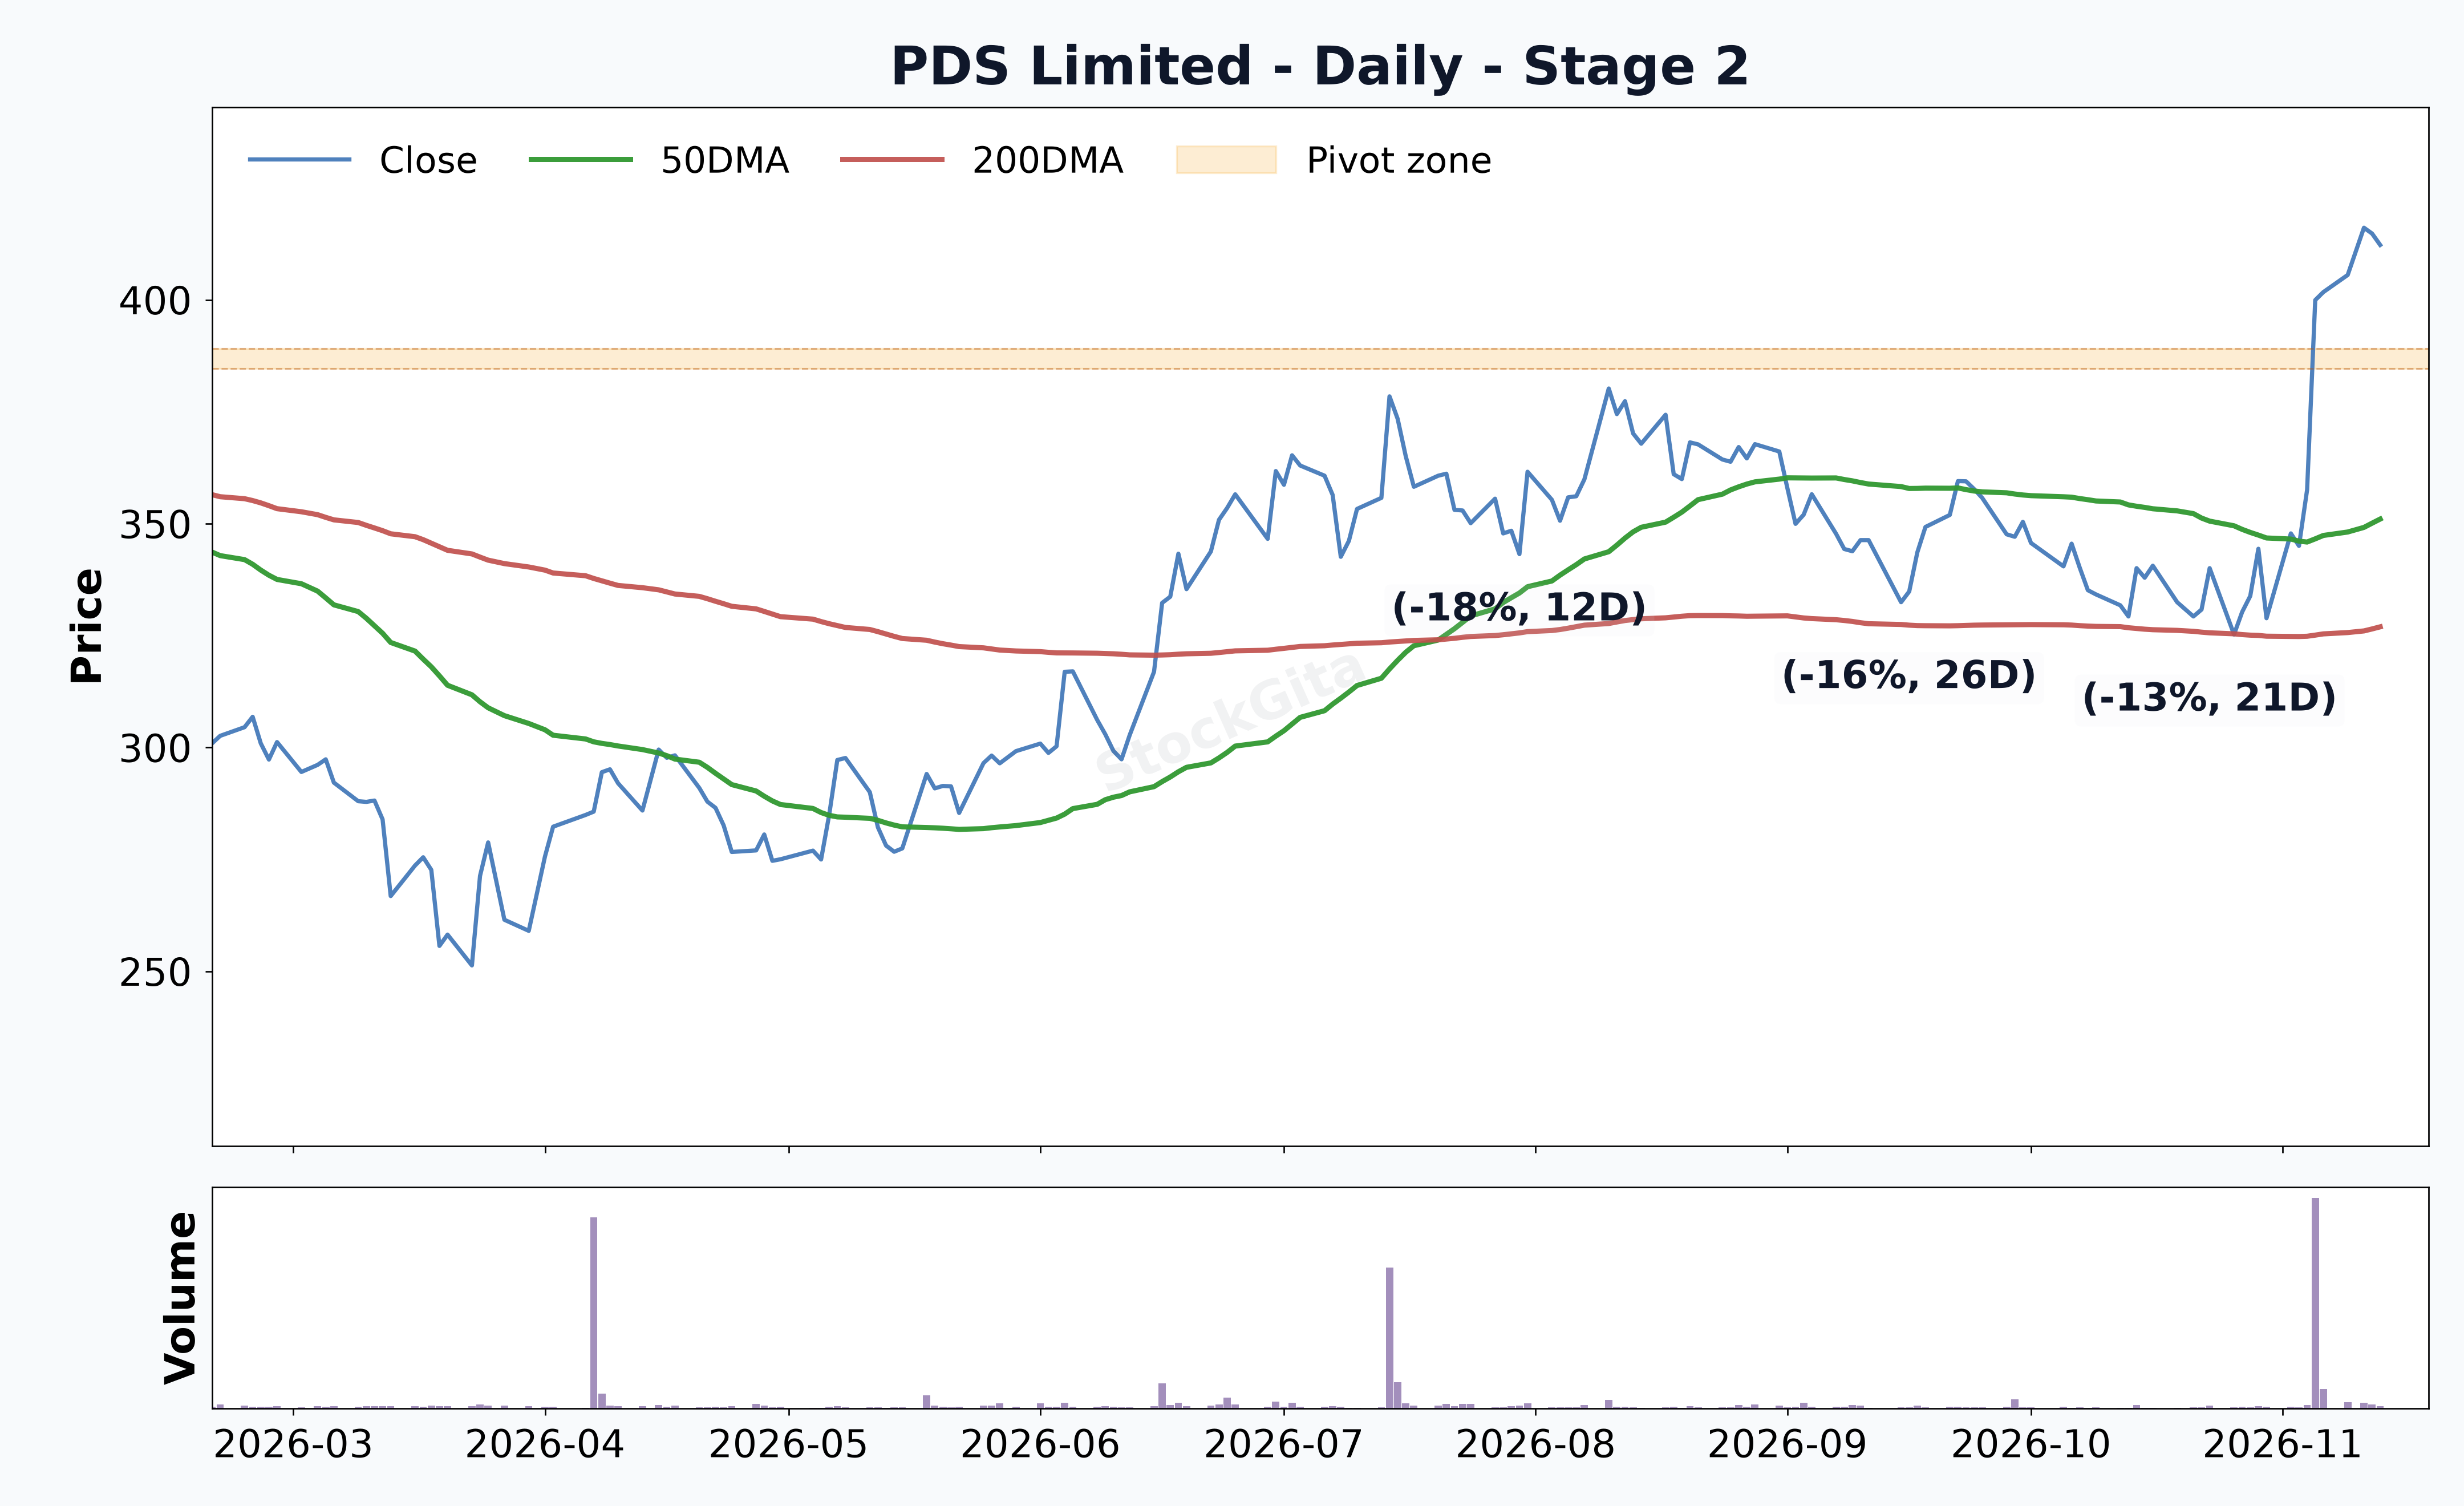 PDS Limited - Daily - Stage 2
Close 50DMA 200DMA Pivot zone
Price
400
350
300
250
(-18%, 12D)
(-16%, 26D)
(-13%, 21D)
StockGita
Volume
2026-03 2026-04 2026-05 2026-06 2026-07 2026-08 2026-09 2026-10 2026-11